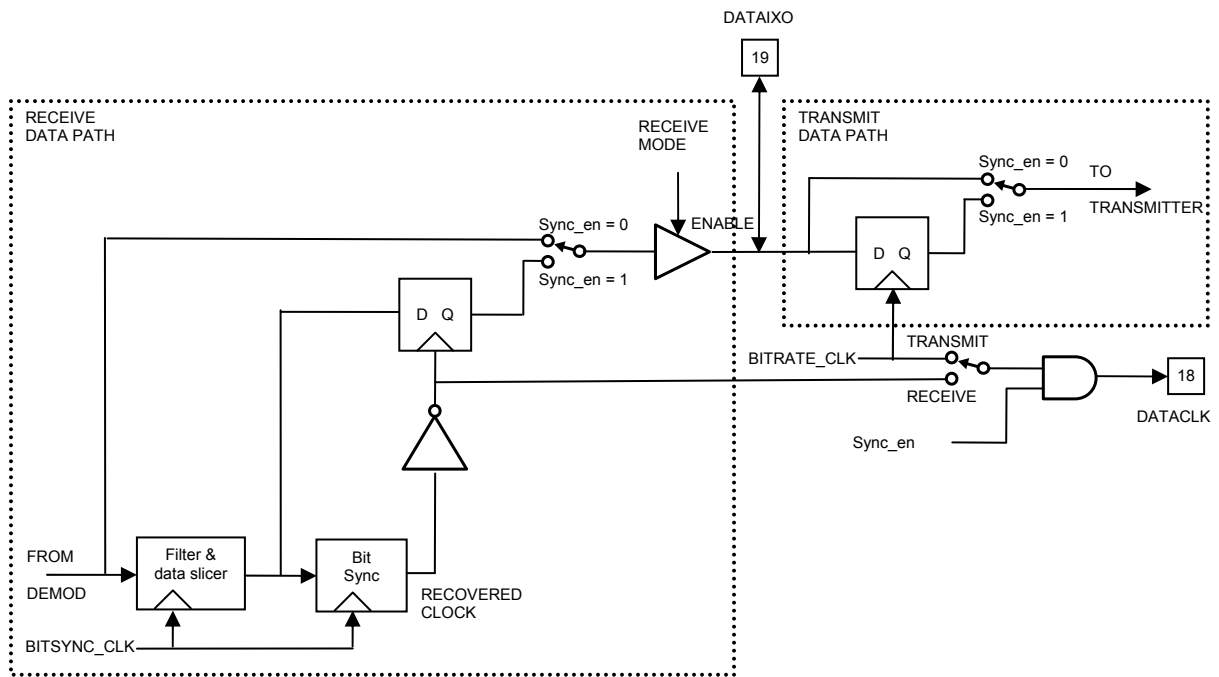 DATAIXO
19
RECEIVE
DATA PATH
RECEIVE
MODE
TRANSMIT
DATA PATH
Sync_en = 0
TO
TRANSMITTER
Sync_en = 1
Sync_en = 0
ENABLE
Sync_en = 1
D Q
D Q
BITRATE_CLK
TRANSMIT
RECEIVE
18
DATACLK
Sync_en
FROM
DEMOD
Filter &
data slicer
Bit
Sync
RECOVERED
CLOCK
BITSYNC_CLK